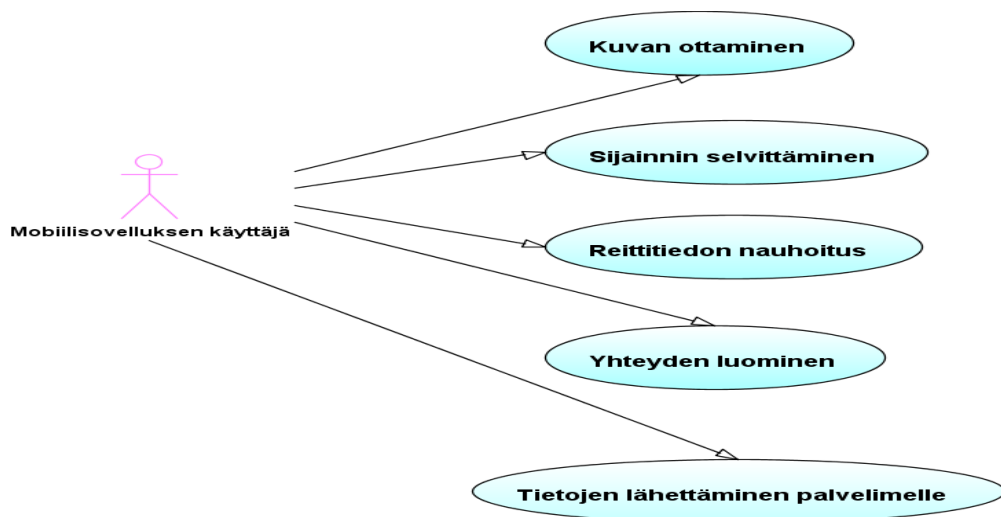 Kuvan ottaminen
Sijainnin selvittäminen
Mobiilisovelluksen käyttäjä
Reittitiedon nauhoitus
Yhteyden luominen
Tietojen lähettäminen palvelimelle